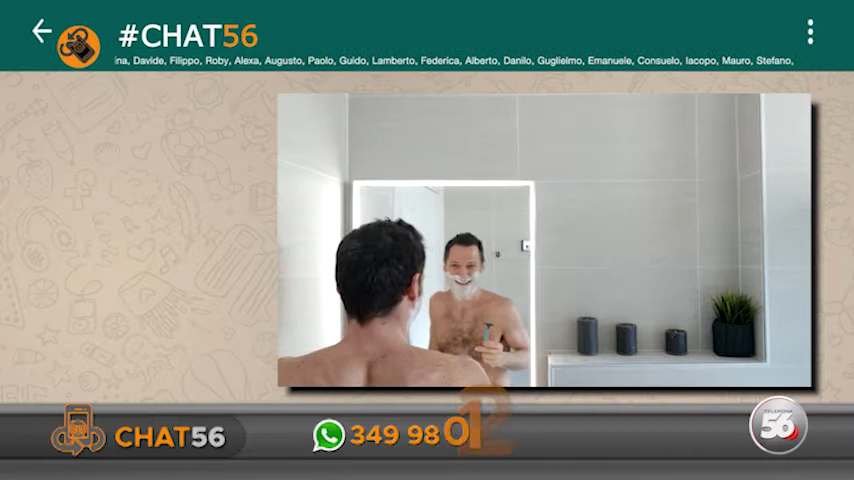 #CHAT56
ina, Davide, Filippo, Roby, Alexa, Augusto, Paolo, Guido, Lamberto, Federica, Alberto, Danilo, Guglielmo, Emanuele, Consuelo, Iacopo, Mauro, Stefano,
CHAT56
349 98
56